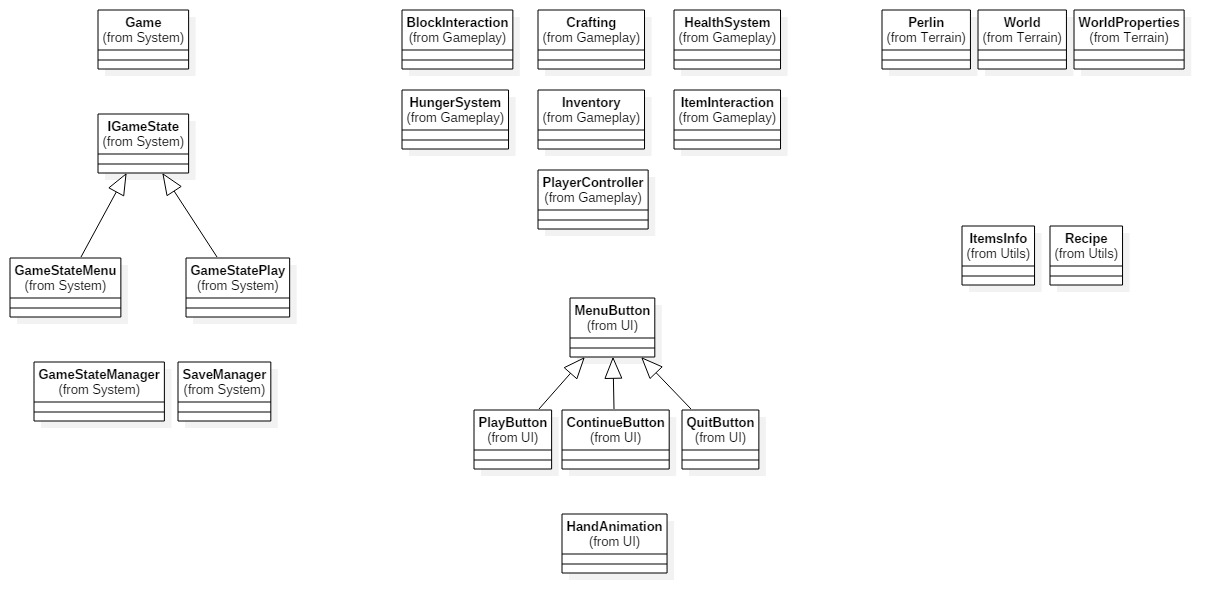 Game
(from System)
IGameState
(from System)
GameStateMenu
(from System)
GameStatePlay
(from System)
GameStateManager
(from System)
SaveManager
(from System)
BlockInteraction
(from Gameplay)
Crafting
(from Gameplay)
HealthSystem
(from Gameplay)
HungerSystem
(from Gameplay)
Inventory
(from Gameplay)
ItemInteraction
(from Gameplay)
PlayerController
(from Gameplay)
MenuButton
(from UI)
PlayButton
(from UI)
ContinueButton
(from UI)
QuitButton
(from UI)
HandAnimation
(from UI)
Perlin
(from Terrain)
World
(from Terrain)
WorldProperties
(from Terrain)
ItemsInfo
(from Utils)
Recipe
(from Utils)